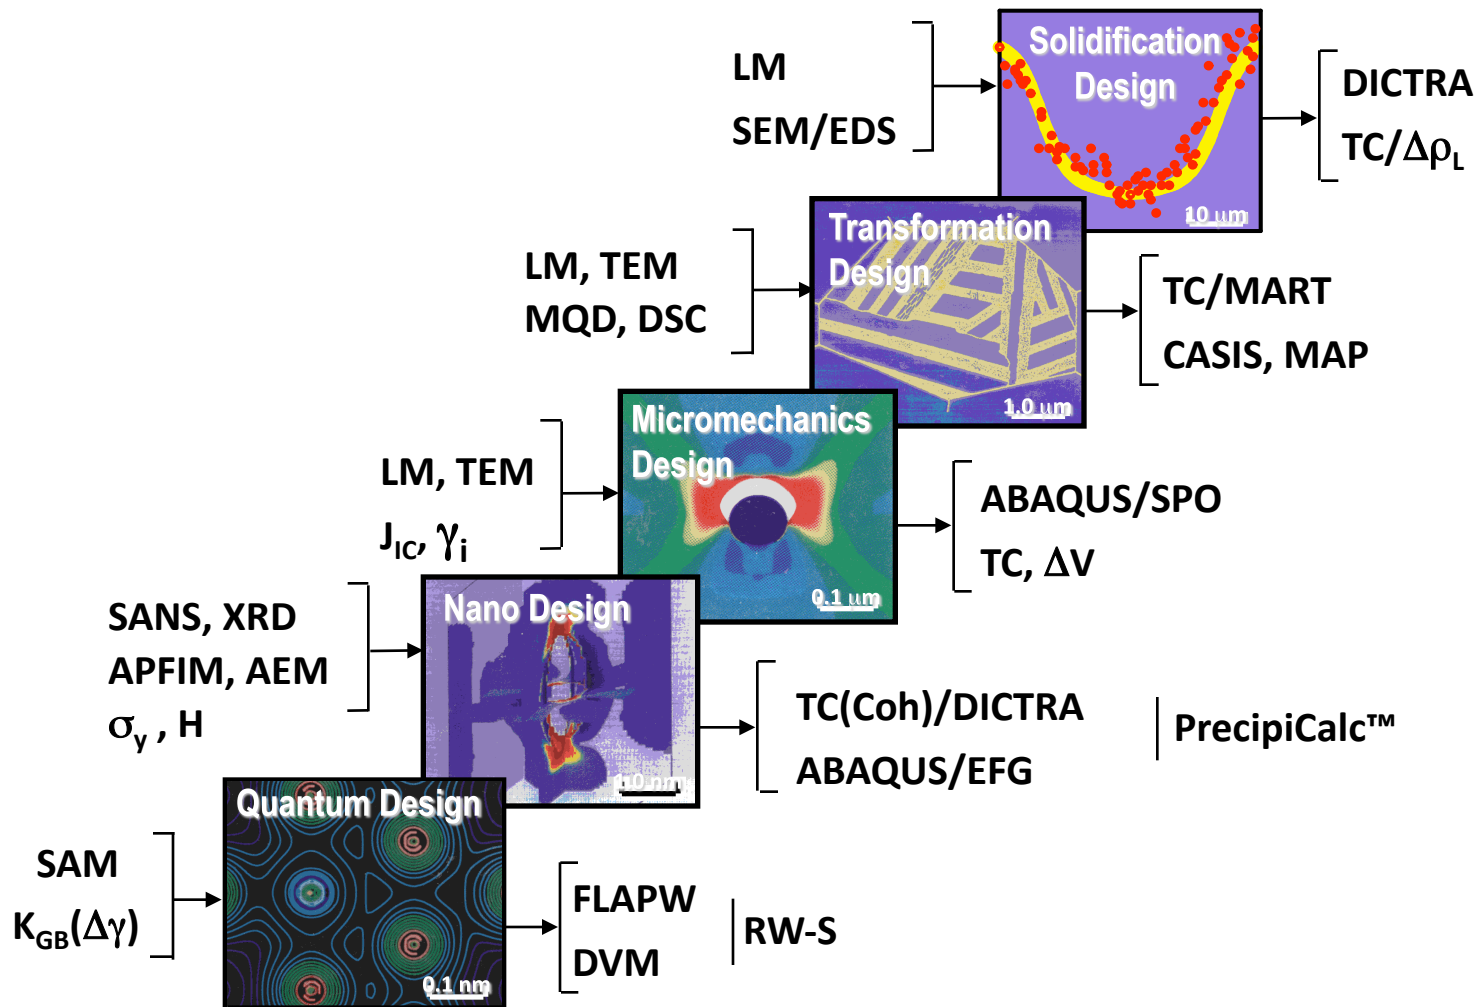 LM
SEM/EDS
Solidification
Design
10 μm
DICTRA
TC/ΔρL
LM, TEM
MQD, DSC
Transformation
Design
1.0 μm
TC/MART
CASIS, MAP
LM, TEM
JIC, γi
Micromechanics
Design
0.1 μm
ABAQUS/SPO
TC, ΔV
SANS, XRD
APFIM, AEM
σy , H
Nano Design
1.0 nm
TC(Coh)/DICTRA
ABAQUS/EFG
PrecipiCalc™
SAM
KGB(Δγ)
Quantum Design
0.1 nm
FLAPW
DVM
RW-S